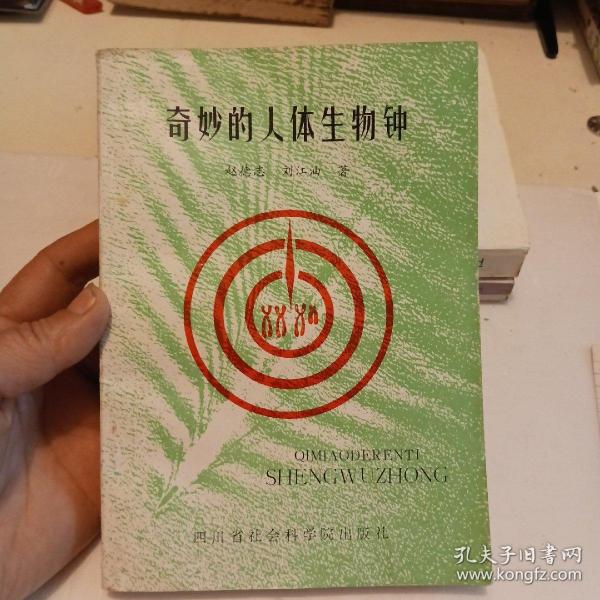 奇妙的人体生物钟
赵德志 刘江油 著
QIMIAODERENTI
SHENGWUZHONG
四川省社会科学院出版社
孔夫子旧书网
www.kongfz.com